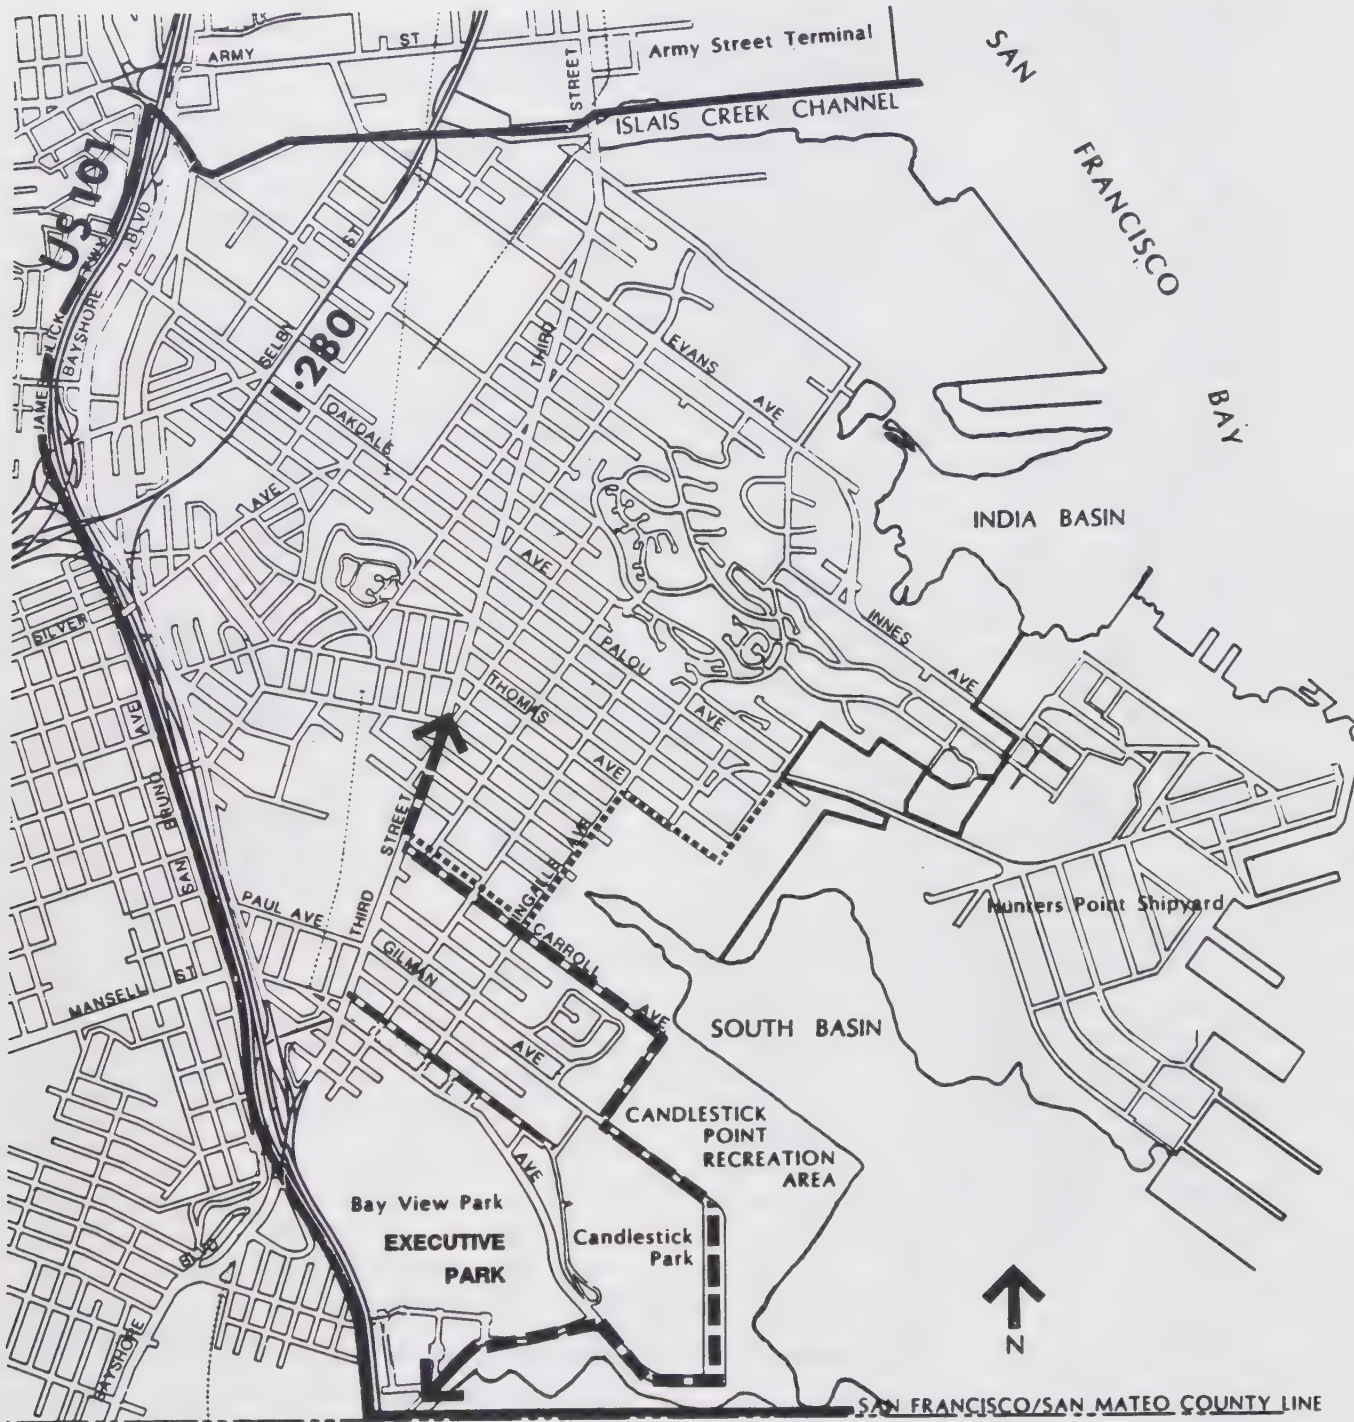 ARMY ST
Army Street Terminal
STREET
ISLAIS CREEK CHANNEL
SAN
FRANCISCO
BAY
US 101
JAMES LICK FWY
BAYSHORE BLVD
SELBY ST
I-280
THIRD
EVANS AVE
OAKDALE
AVE
INDIA BASIN
SILVER
AVE
INNES AVE
PALOU AVE
THOMAS AVE
SAN BRUNO AVE
THIRD STREET
INGALLS AVE
CARROLL AVE
PAUL AVE
GILMAN AVE
Hunters Point Shipyard
MANSELL ST
SOUTH BASIN
CANDLESTICK
POINT
RECREATION
AREA
AVE
Bay View Park
EXECUTIVE
PARK
Candlestick
Park
BAYSHORE BLVD
N
SAN FRANCISCO/SAN MATEO COUNTY LINE